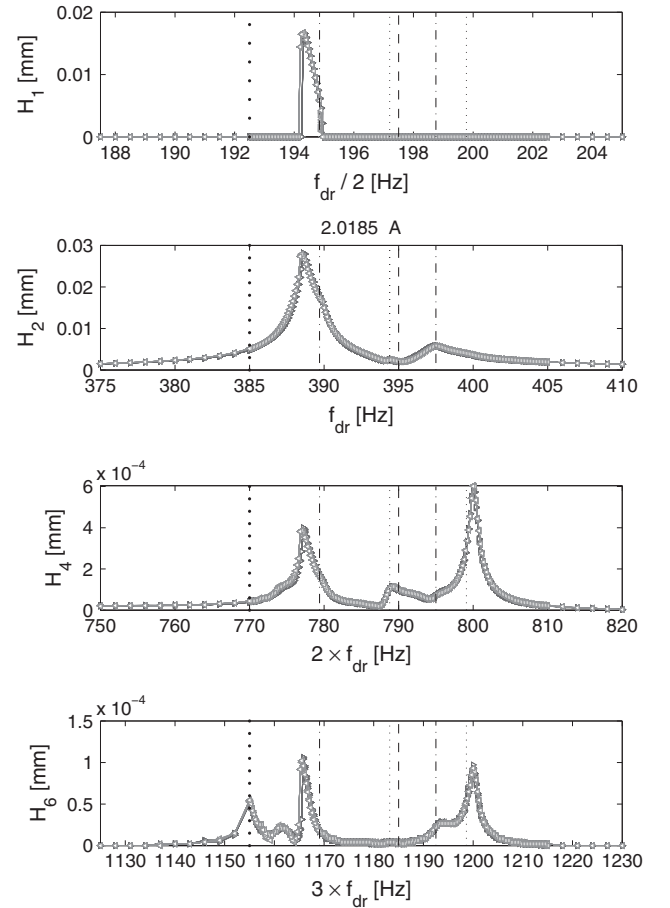 0.02
0.01
0
H1 [mm]
188 190 192 194 196 198 200 202 204
fdr / 2 [Hz]
2.0185 A
0.03
0.02
0.01
0
H2 [mm]
375 380 385 390 395 400 405 410
fdr [Hz]
x 10-4
6
4
2
0
H4 [mm]
750 760 770 780 790 800 810 820
2 × fdr [Hz]
x 10-4
1.5
1
0.5
0
H6 [mm]
1130 1140 1150 1160 1170 1180 1190 1200 1210 1220 1230
3 × fdr [Hz]